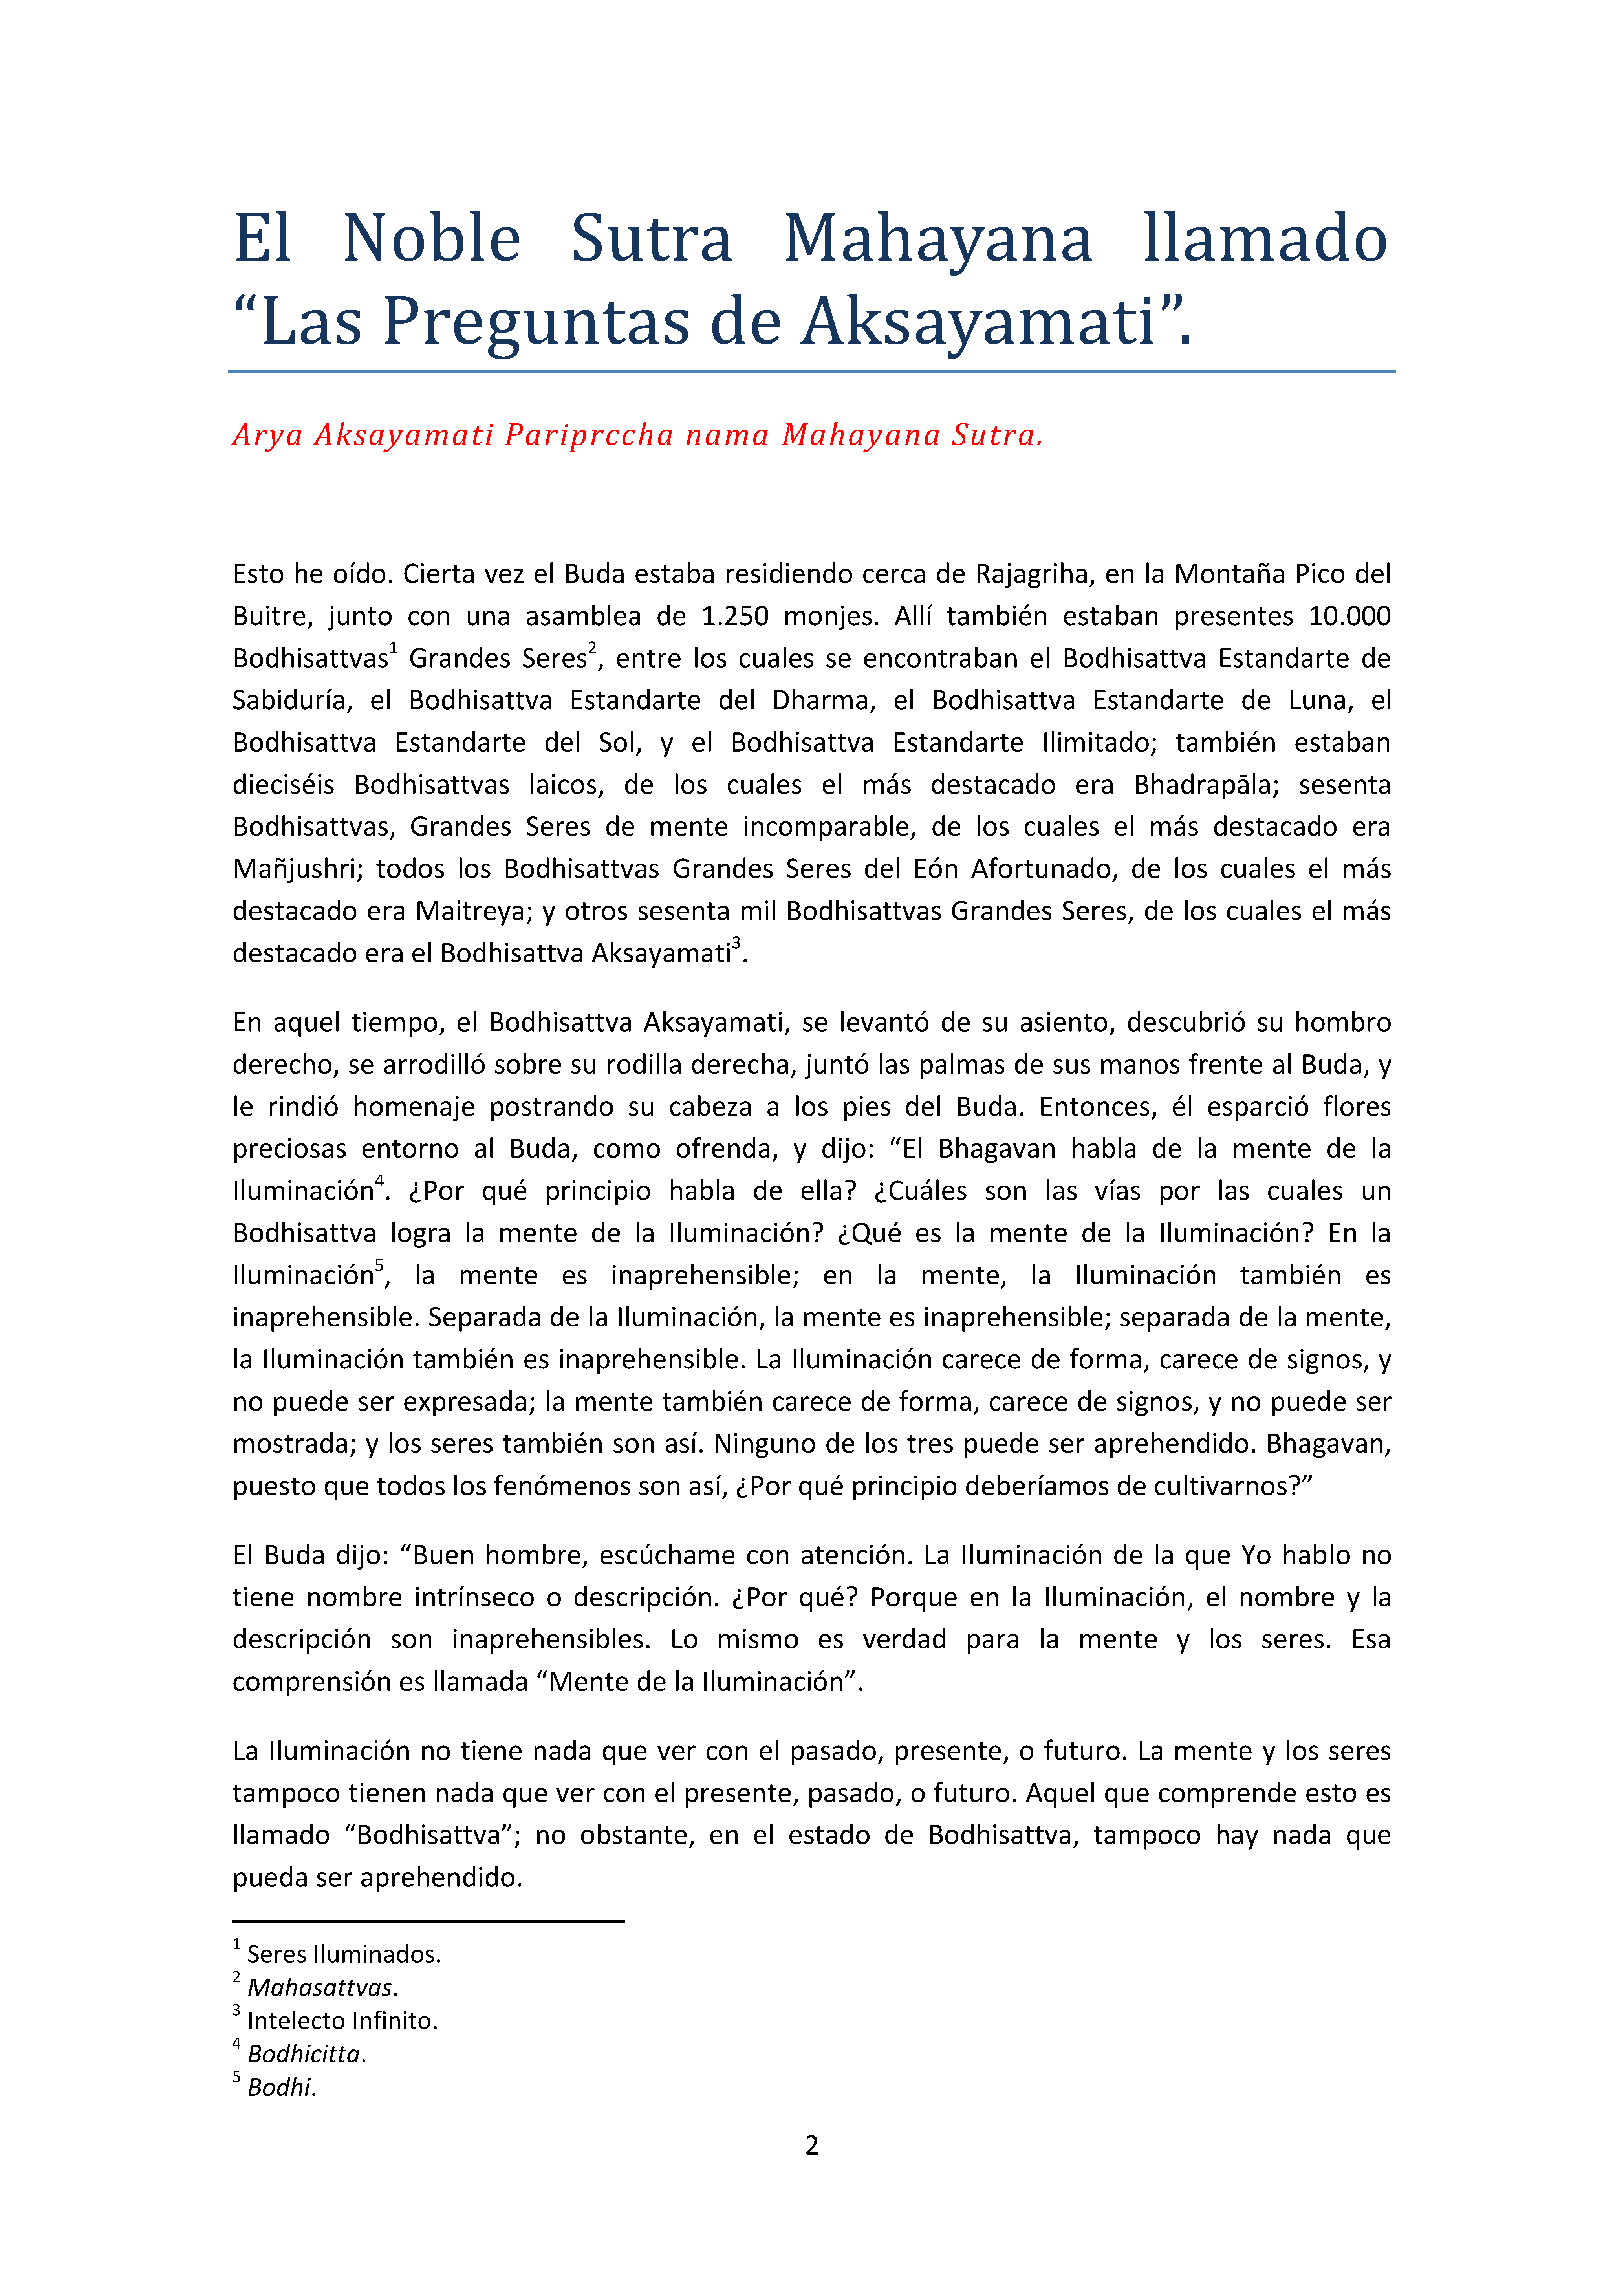 El Noble Sutra Mahayana llamado
“Las Preguntas de Aksayamati”.
Arya Aksayamati Pariprccha nama Mahayana Sutra.
Esto he oído. Cierta vez el Buda estaba residiendo cerca de Rajagriha, en la Montaña Pico del
Buitre, junto con una asamblea de 1.250 monjes. Allí también estaban presentes 10.000
Bodhisattvas1 Grandes Seres2, entre los cuales se encontraban el Bodhisattva Estandarte de
Sabiduría, el Bodhisattva Estandarte del Dharma, el Bodhisattva Estandarte de Luna, el
Bodhisattva Estandarte del Sol, y el Bodhisattva Estandarte Ilimitado; también estaban
dieciséis Bodhisattvas laicos, de los cuales el más destacado era Bhadrapāla; sesenta
Bodhisattvas, Grandes Seres de mente incomparable, de los cuales el más destacado era
Mañjushri; todos los Bodhisattvas Grandes Seres del Eón Afortunado, de los cuales el más
destacado era Maitreya; y otros sesenta mil Bodhisattvas Grandes Seres, de los cuales el más
destacado era el Bodhisattva Aksayamati3.
En aquel tiempo, el Bodhisattva Aksayamati, se levantó de su asiento, descubrió su hombro
derecho, se arrodilló sobre su rodilla derecha, juntó las palmas de sus manos frente al Buda, y
le rindió homenaje postrando su cabeza a los pies del Buda. Entonces, él esparció flores
preciosas entorno al Buda, como ofrenda, y dijo: “El Bhagavan habla de la mente de la
Iluminación4. ¿Por qué principio habla de ella? ¿Cuáles son las vías por las cuales un
Bodhisattva logra la mente de la Iluminación? ¿Qué es la mente de la Iluminación? En la
Iluminación5, la mente es inaprehensible; en la mente, la Iluminación también es
inaprehensible. Separada de la Iluminación, la mente es inaprehensible; separada de la mente,
la Iluminación también es inaprehensible. La Iluminación carece de forma, carece de signos, y
no puede ser expresada; la mente también carece de forma, carece de signos, y no puede ser
mostrada; y los seres también son así. Ninguno de los tres puede ser aprehendido. Bhagavan,
puesto que todos los fenómenos son así, ¿Por qué principio deberíamos de cultivarnos?”
El Buda dijo: “Buen hombre, escúchame con atención. La Iluminación de la que Yo hablo no
tiene nombre intrínseco o descripción. ¿Por qué? Porque en la Iluminación, el nombre y la
descripción son inaprehensibles. Lo mismo es verdad para la mente y los seres. Esa
comprensión es llamada “Mente de la Iluminación”.
La Iluminación no tiene nada que ver con el pasado, presente, o futuro. La mente y los seres
tampoco tienen nada que ver con el presente, pasado, o futuro. Aquel que comprende esto es
llamado “Bodhisattva”; no obstante, en el estado de Bodhisattva, tampoco hay nada que
pueda ser aprehendido.
1 Seres Iluminados.
2 Mahasattvas.
3 Intelecto Infinito.
4 Bodhicitta.
5 Bodhi.
2